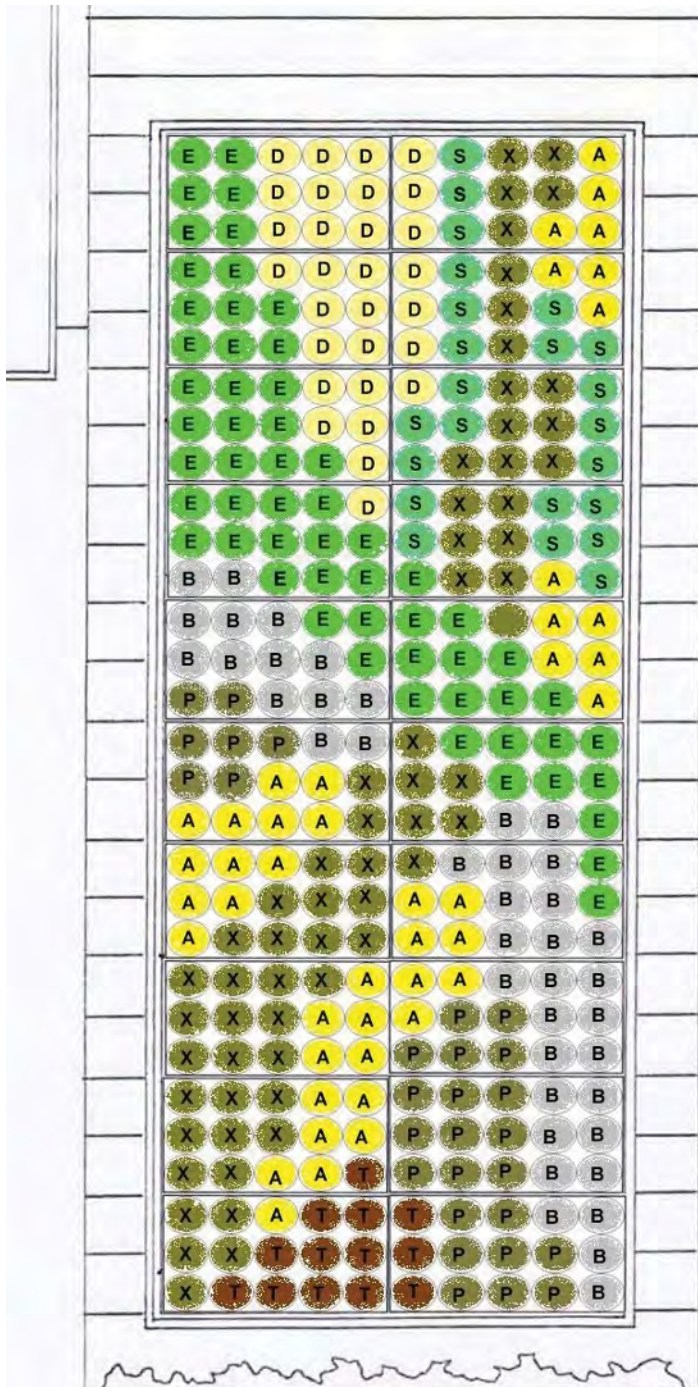 E E D D D D S X X A
E E D D D D S X X A
E E D D D D S X A A
E E D D D D S X A A
E E E D D D S X S A
E E E D D D S X S S
E E E D D D S X X S
E E E D D S S X X S
E E E E D S X X X S
E E E E D S X X S S
E E E E E S X X S S
B B E E E E X X A S
B B B E E E E A A
B B B B E E E E A A
P P B B B E E E E A
P P P B B X E E E E
P P A A X X X E E E
A A A A X X X B B E
A A A X X X B B B E
A A X X X A A B B E
A X X X X A A B B B
X X X X A A A B B B
X X X A A A P P B B
X X X A A P P P B B
X X X A A P P P B B
X X X A A P P P B B
X X A A T P P P B B
X X A T T T P P B B
X X T T T T P P P B
X T T T T T P P P B